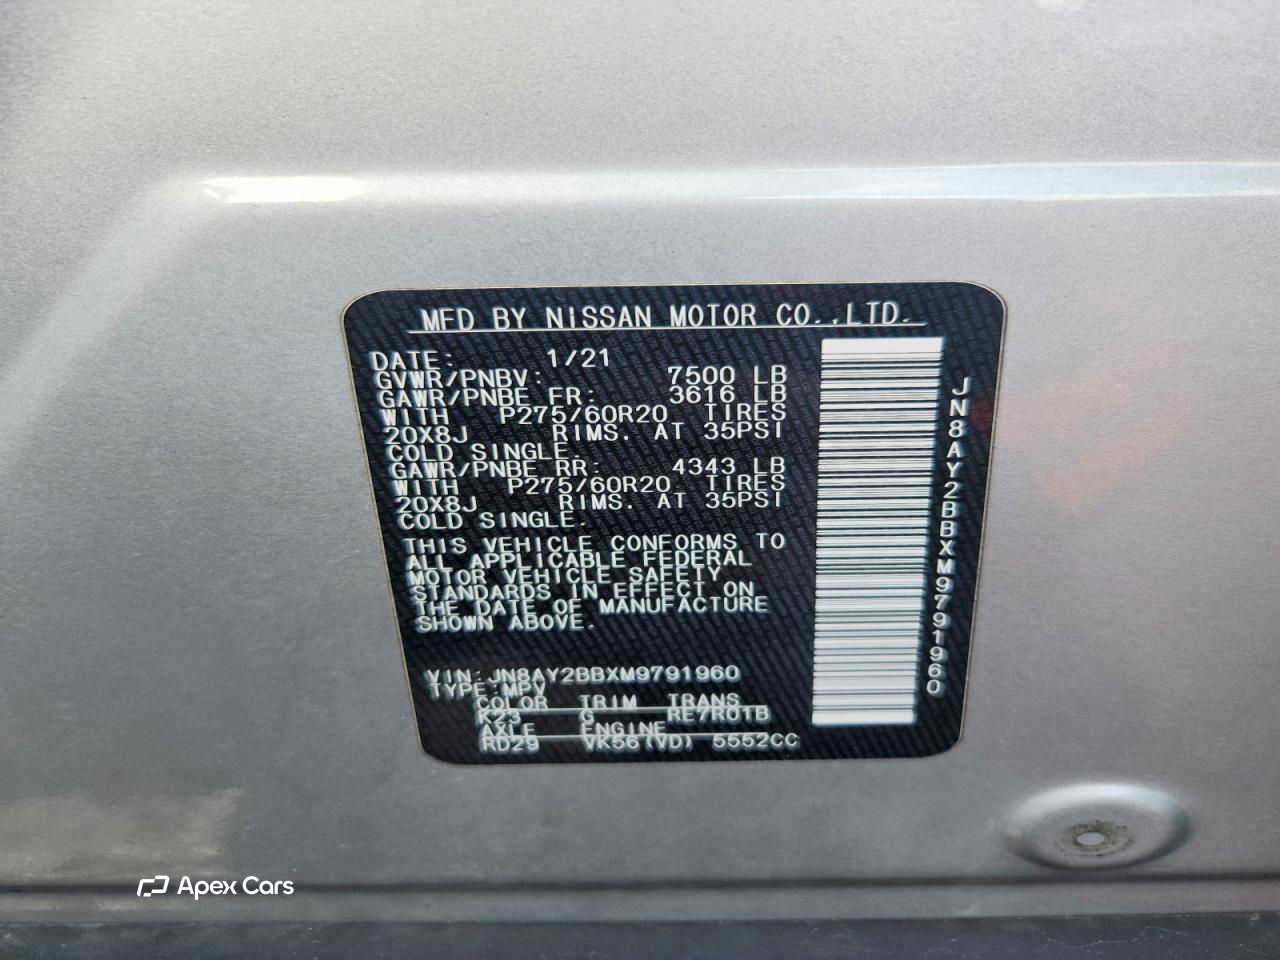 MFD BY NISSAN MOTOR CO.,LTD.
DATE: 1/21
GVWR/PNBV: 7500 LB
GAWR/PNBE FR: 3616 LB
WITH P275/60R20 TIRES
20X8J RIMS. AT 35PSI
COLD SINGLE.
GAWR/PNBE RR: 4343 LB
WITH P275/60R20 TIRES
20X8J RIMS. AT 35PSI
COLD SINGLE.
THIS VEHICLE CONFORMS TO
ALL APPLICABLE FEDERAL
MOTOR VEHICLE SAFETY
STANDARDS IN EFFECT ON
THE DATE OF MANUFACTURE
SHOWN ABOVE.
VIN:JN8AY2BBXM9791960
TYPE:MPV
COLOR TRIM TRANS
K23 G RE7R01B
AXLE ENGINE
RD29 VK56(VD) 5552CC
JN8AY2BBXM9791960
Apex Cars